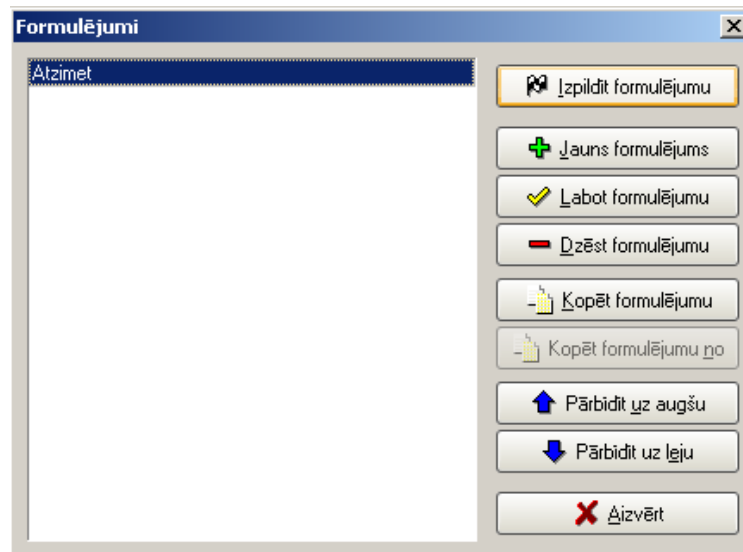 Formulējumi
Atzimet
Izpildīt formulējumu
Jauns formulējums
Labot formulējumu
Dzēst formulējumu
Kopēt formulējumu
Kopēt formulējumu no
Pārbīdīt uz augšu
Pārbīdīt uz leju
Aizvērt